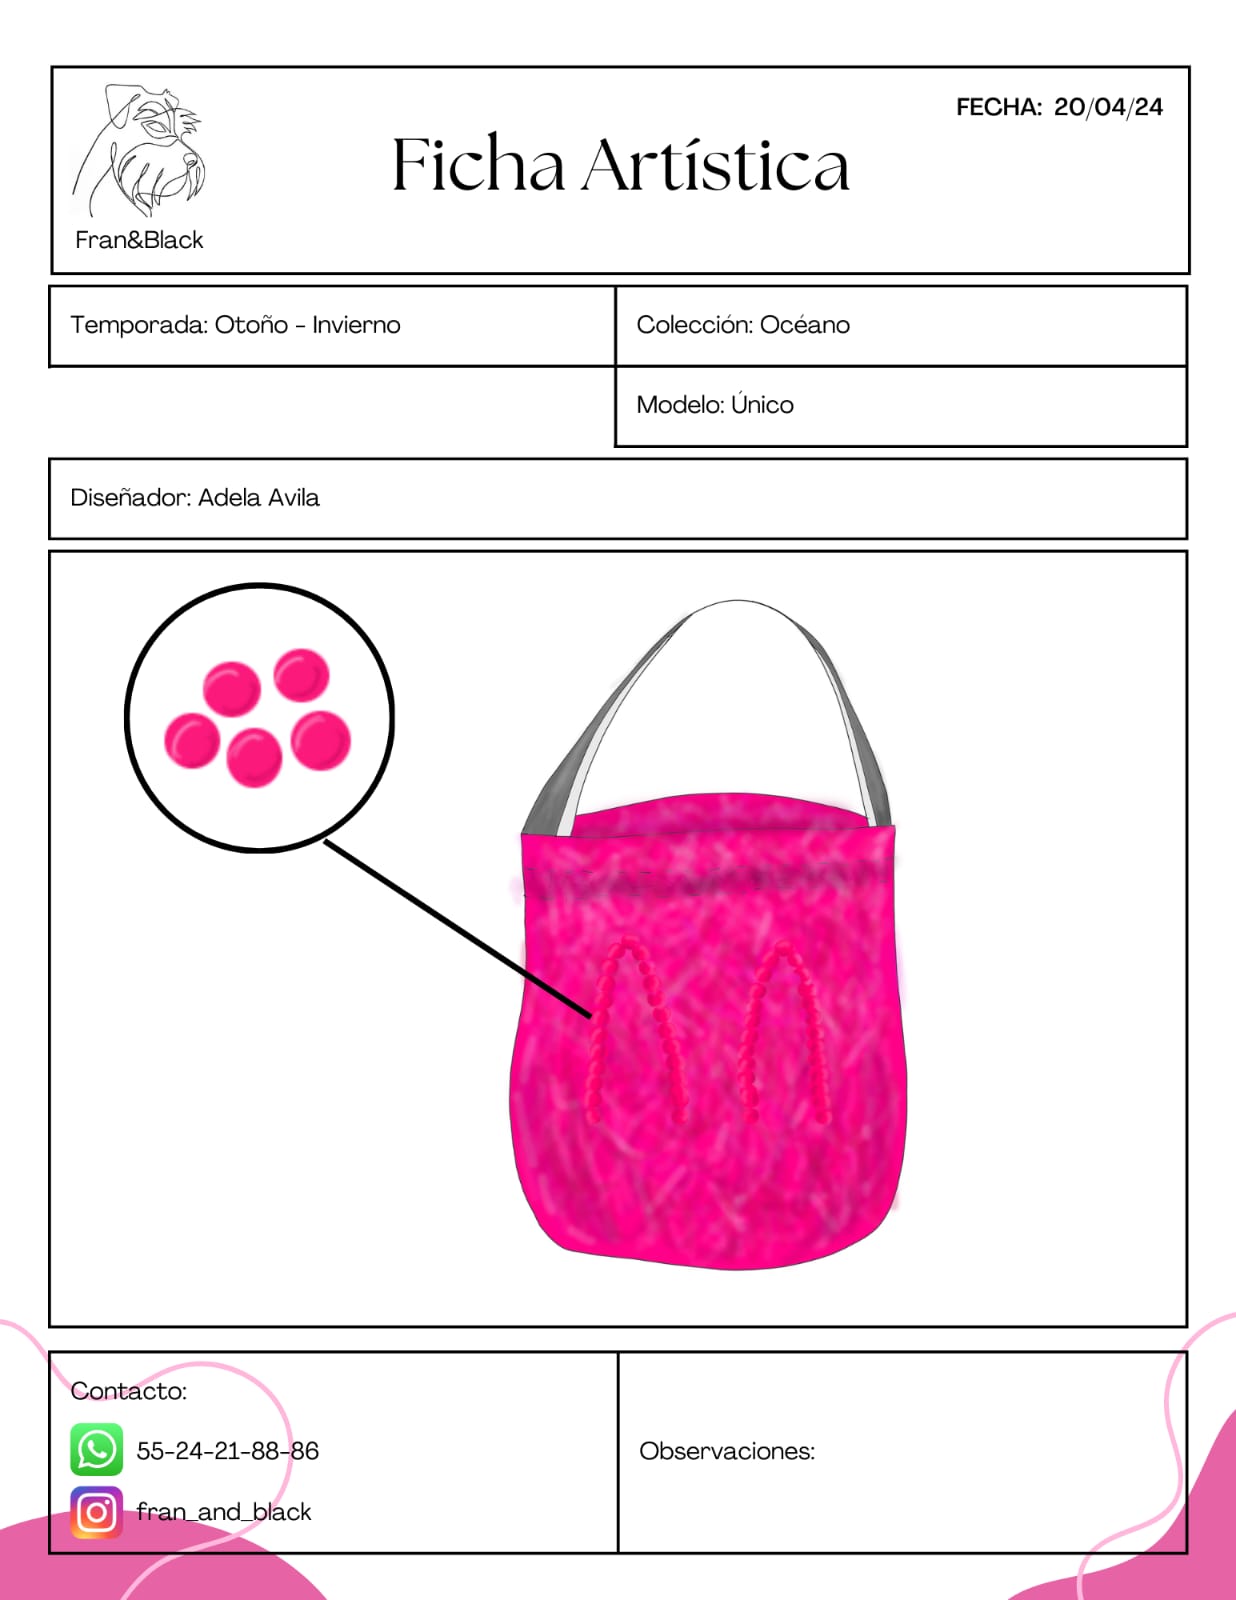 FECHA: 20/04/24
Ficha Artística
Fran&Black
Temporada: Otoño - Invierno
Colección: Océano
Modelo: Único
Diseñador: Adela Avila
Contacto:
55-24-21-88-86
fran_and_black
Observaciones: